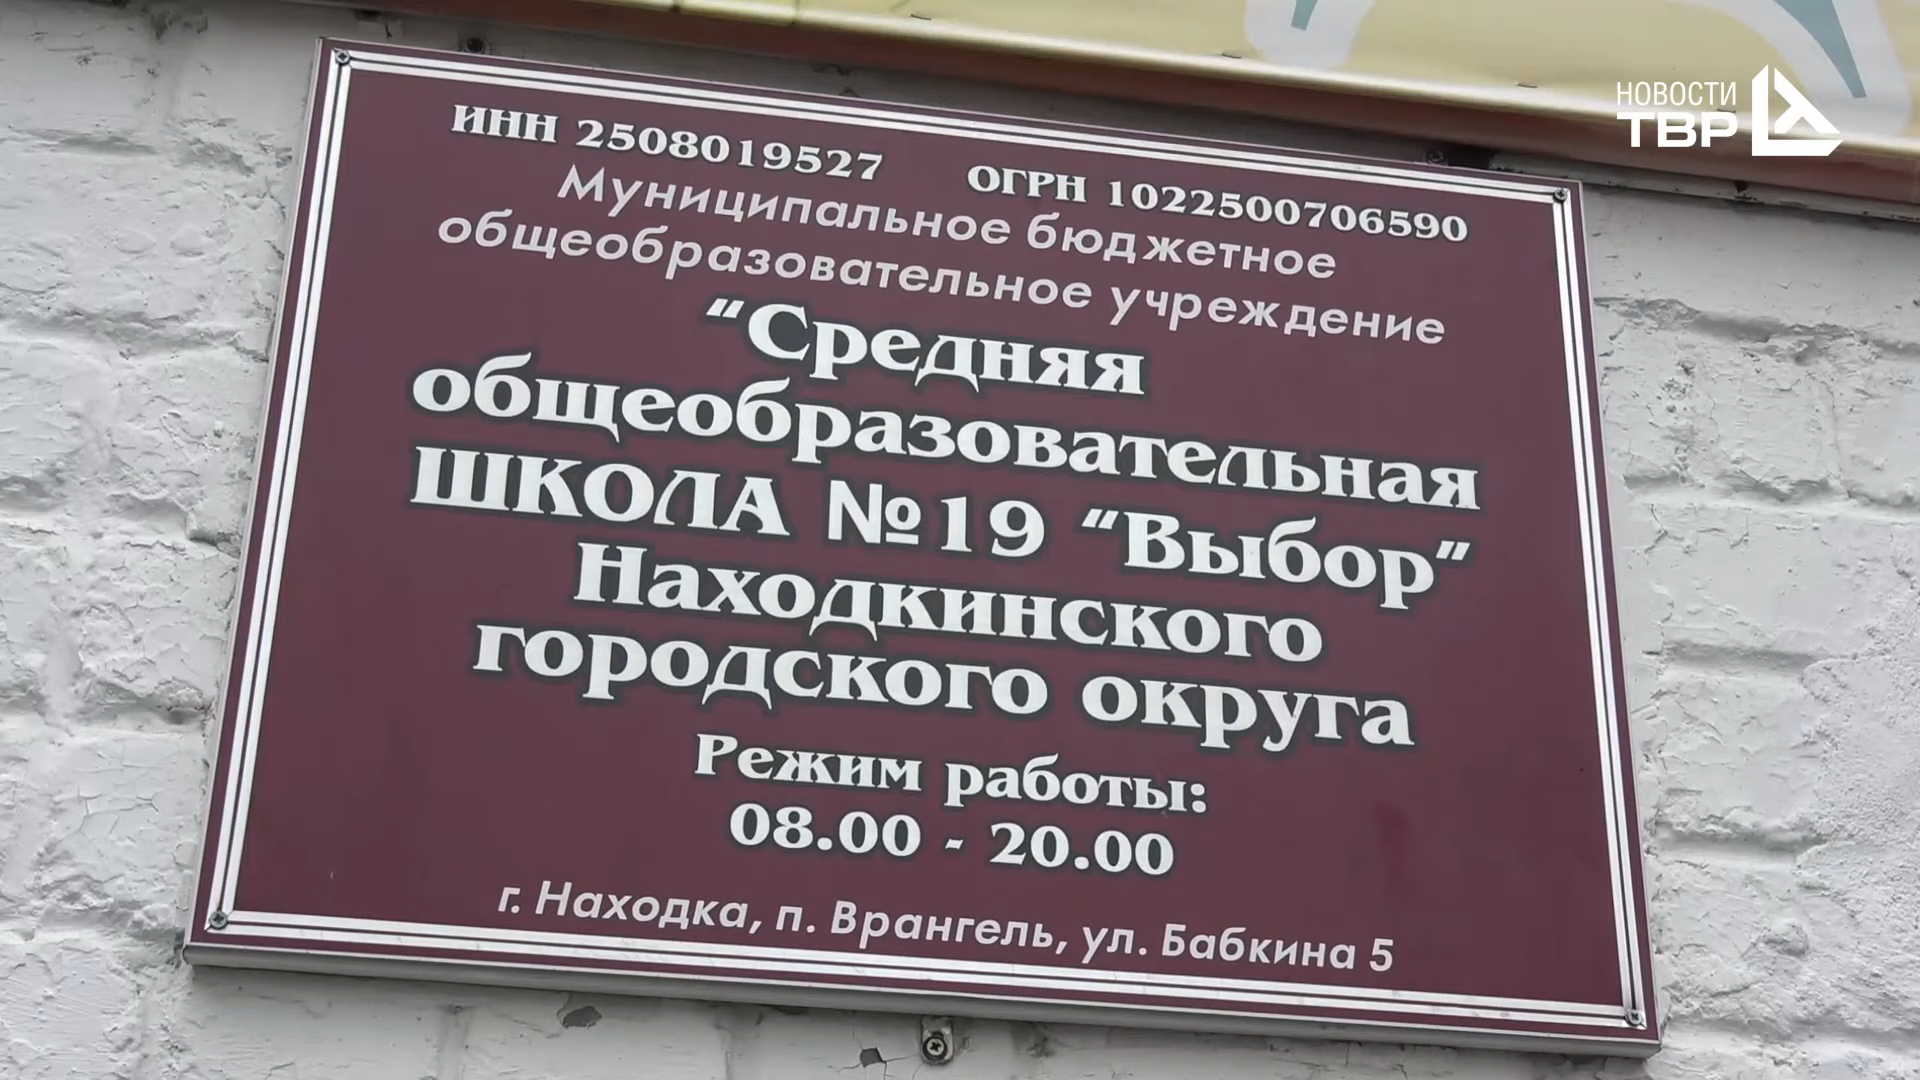 НОВОСТИ
ТВР
ИНН 2508019527 ОГРН 1022500706590
Муниципальное бюджетное
общеобразовательное учреждение
“Средняя
общеобразовательная
ШКОЛА №19 “Выбор”
Находкинского
городского округа
Режим работы:
08.00 - 20.00
г. Находка, п. Врангель, ул. Бабкина 5